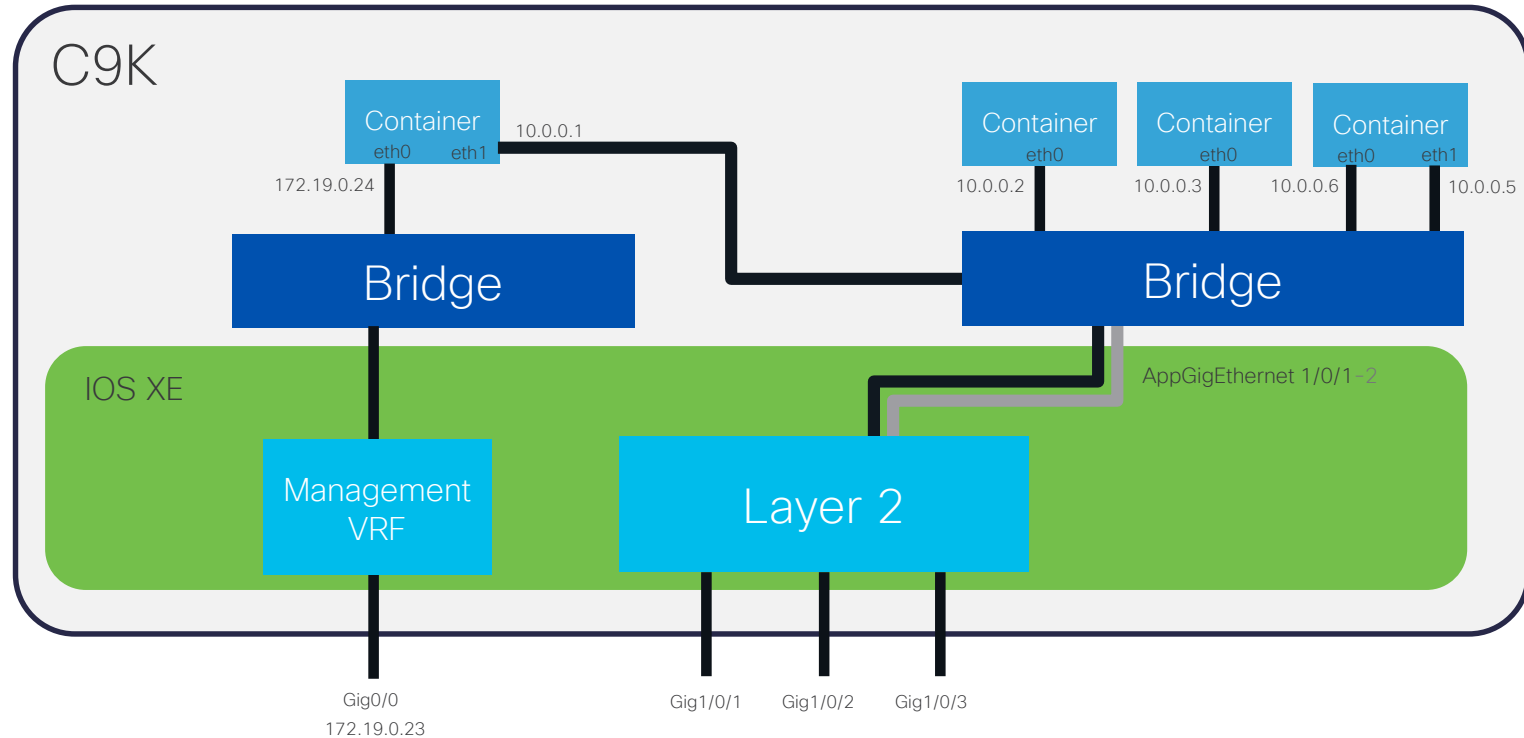 C9K
Container
eth0
eth1
10.0.0.1
172.19.0.24
Container
eth0
10.0.0.2
Container
eth0
10.0.0.3
Container
eth0
eth1
10.0.0.6
10.0.0.5
Bridge
Bridge
IOS XE
AppGigEthernet 1/0/1-2
Management
VRF
Layer 2
Gig0/0
172.19.0.23
Gig1/0/1
Gig1/0/2
Gig1/0/3